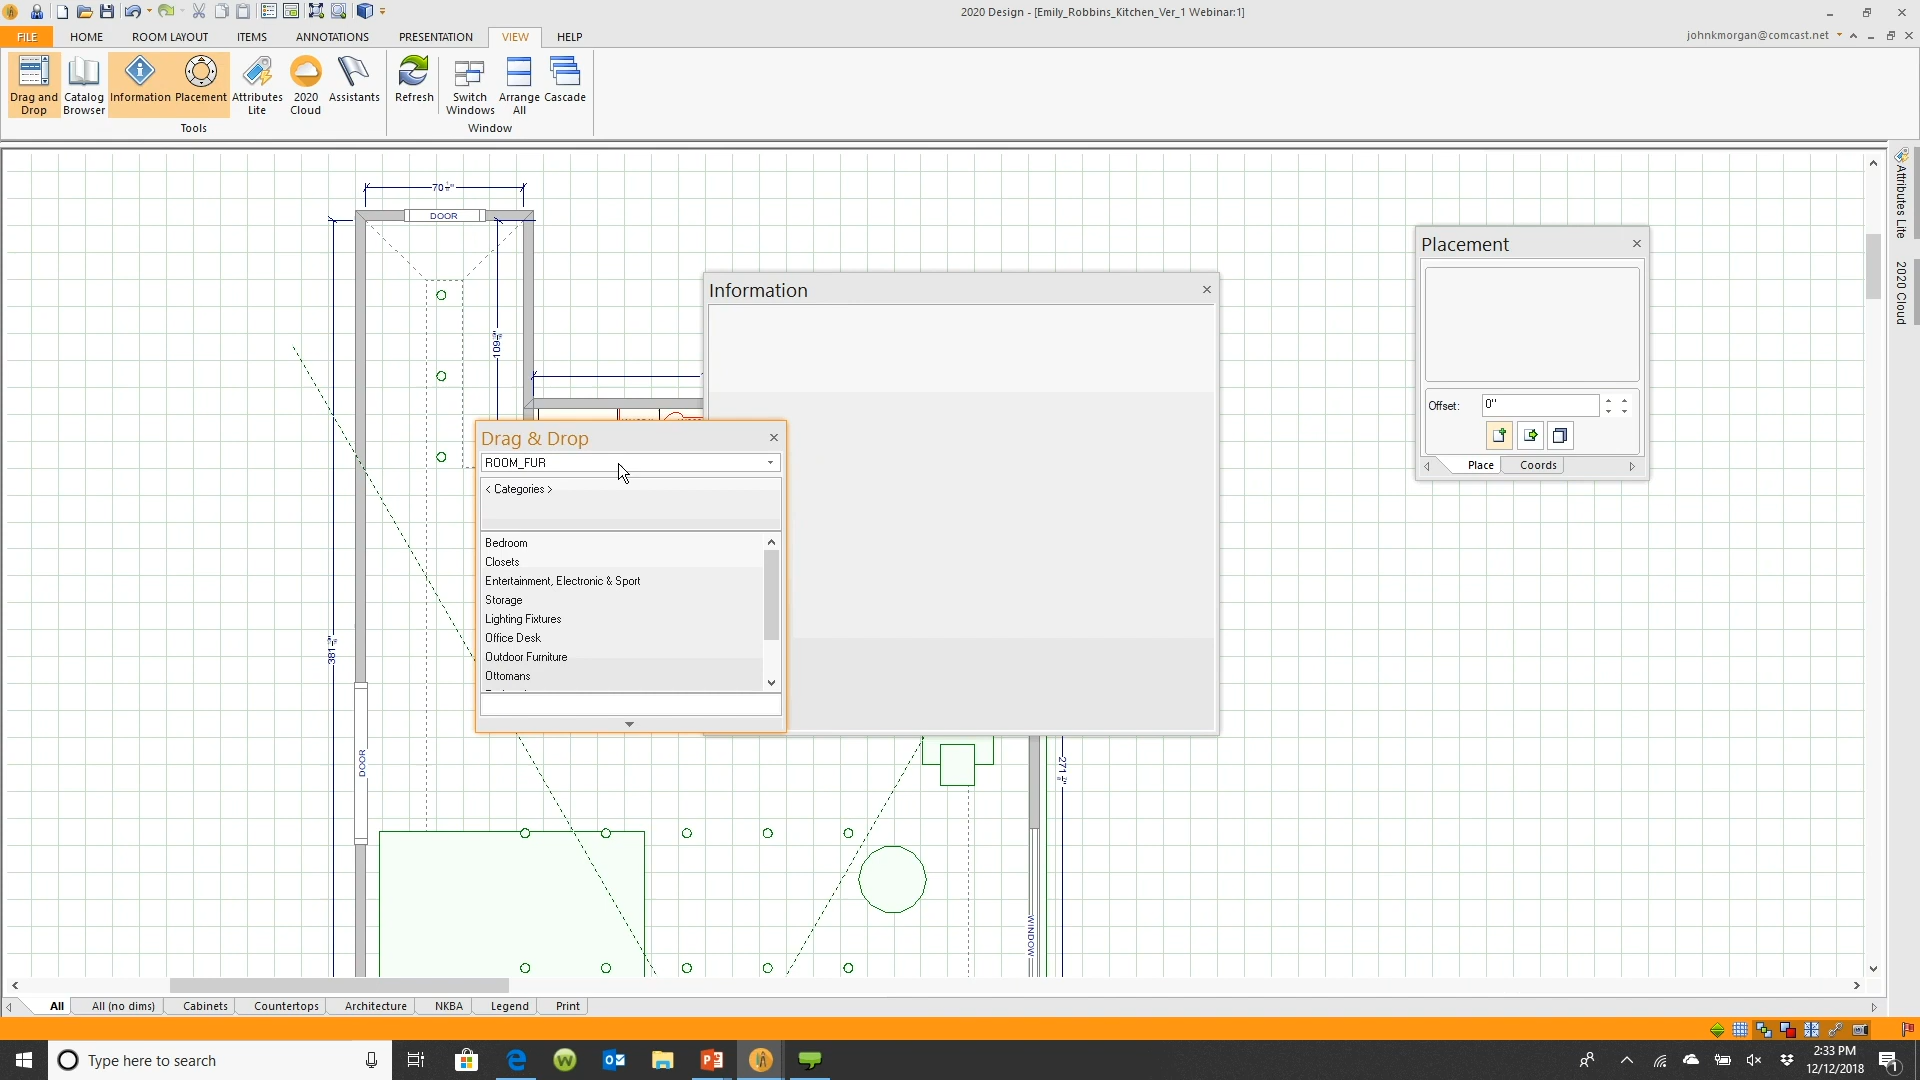 2020 Design - [Emily_Robbins_Kitchen_Ver_1 Webinar:1]
FILE HOME ROOM LAYOUT ITEMS ANNOTATIONS PRESENTATION VIEW HELP
johnkmorgan@comcast.net
Drag and Drop
Catalog Browser
Information
Placement
Attributes Lite
2020 Cloud
Assistants
Refresh
Switch Windows
Arrange All
Cascade
Tools
Window
Attributes Lite
2020 Cloud
DOOR
DOOR
WINDOW
Information
Placement
Offset: 0"
Place Coords
Drag & Drop
ROOM_FUR
< Categories >
Bedroom
Closets
Entertainment, Electronic & Sport
Storage
Lighting Fixtures
Office Desk
Outdoor Furniture
Ottomans
All All (no dims) Cabinets Countertops Architecture NKBA Legend Print
Type here to search
2:33 PM
12/12/2018
1